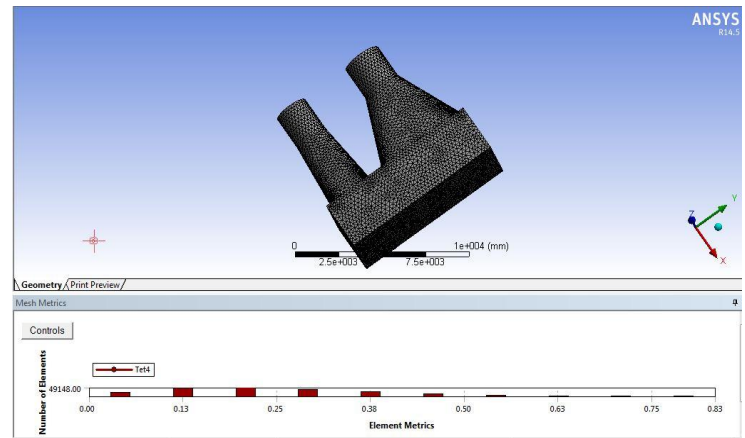 ANSYS
R14.5
Z
Y
X
0
1e+004 (mm)
2.5e+003
7.5e+003
Geometry Print Preview
Mesh Metrics
Controls
Tet4
Number of Elements
49148.00
0.00 0.13 0.25 0.38 0.50 0.63 0.75 0.83
Element Metrics